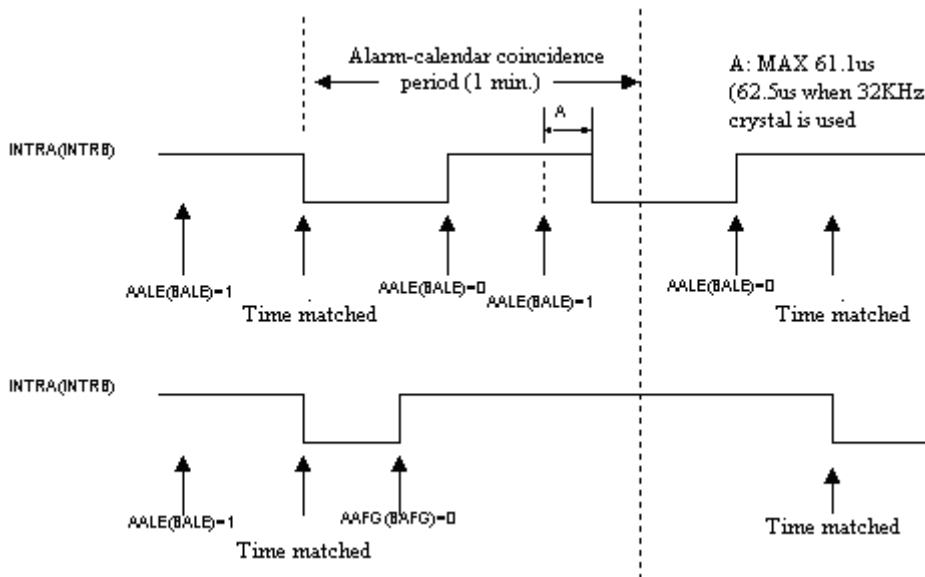 Alarm-calendar coincidence
period (1 min.)
A: MAX 61.1us
(62.5us when 32KHz
crystal is used
A
INTRA(INTRB)
AALE(BALE)=1
Time matched
AALE(BALE)=0
AALE(BALE)=1
AALE(BALE)=0
Time matched
INTRA(INTRB)
AALE(BALE)=1
Time matched
AAFG(BAFG)=0
Time matched